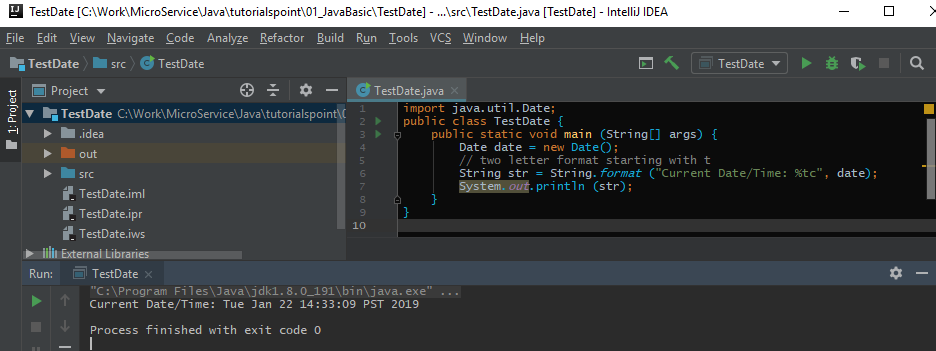 TestDate [C:\Work\MicroService\Java\tutorialspoint\01_JavaBasic\TestDate] - ...\src\TestDate.java [TestDate] - IntelliJ IDEA
File Edit View Navigate Code Analyze Refactor Build Run Tools VCS Window Help
TestDate src TestDate TestDate
1: Project
Project
TestDate C:\Work\MicroService\Java\tutorialspoint\0
.idea
out
src
TestDate.iml
TestDate.ipr
TestDate.iws
External Libraries
TestDate.java
1 import java.util.Date;
2 public class TestDate {
3 public static void main (String[] args) {
4 Date date = new Date();
5 // two letter format starting with t
6 String str = String.format ("Current Date/Time: %tc", date);
7 System.out.println (str);
8 }
9 }
10
Run: TestDate
"C:\Program Files\Java\jdk1.8.0_191\bin\java.exe" ...
Current Date/Time: Tue Jan 22 14:33:09 PST 2019
Process finished with exit code 0